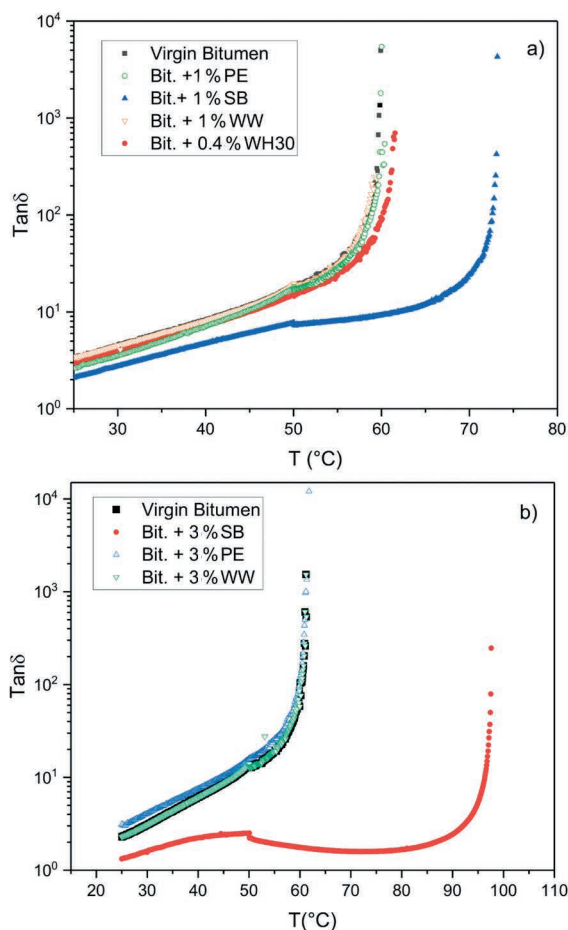 a)
Virgin Bitumen
Bit. +1 % PE
Bit.+ 1% SB
Bit. + 1% WW
Bit. + 0.4% WH30
Tanδ
10⁴
10³
10²
10¹
10⁰
30 40 50 60 70 80
T (°C)
b)
Virgin Bitumen
Bit. + 3 % SB
Bit. + 3 % PE
Bit. + 3 % WW
Tanδ
10⁴
10³
10²
10¹
10⁰
20 30 40 50 60 70 80 90 100 110
T(°C)